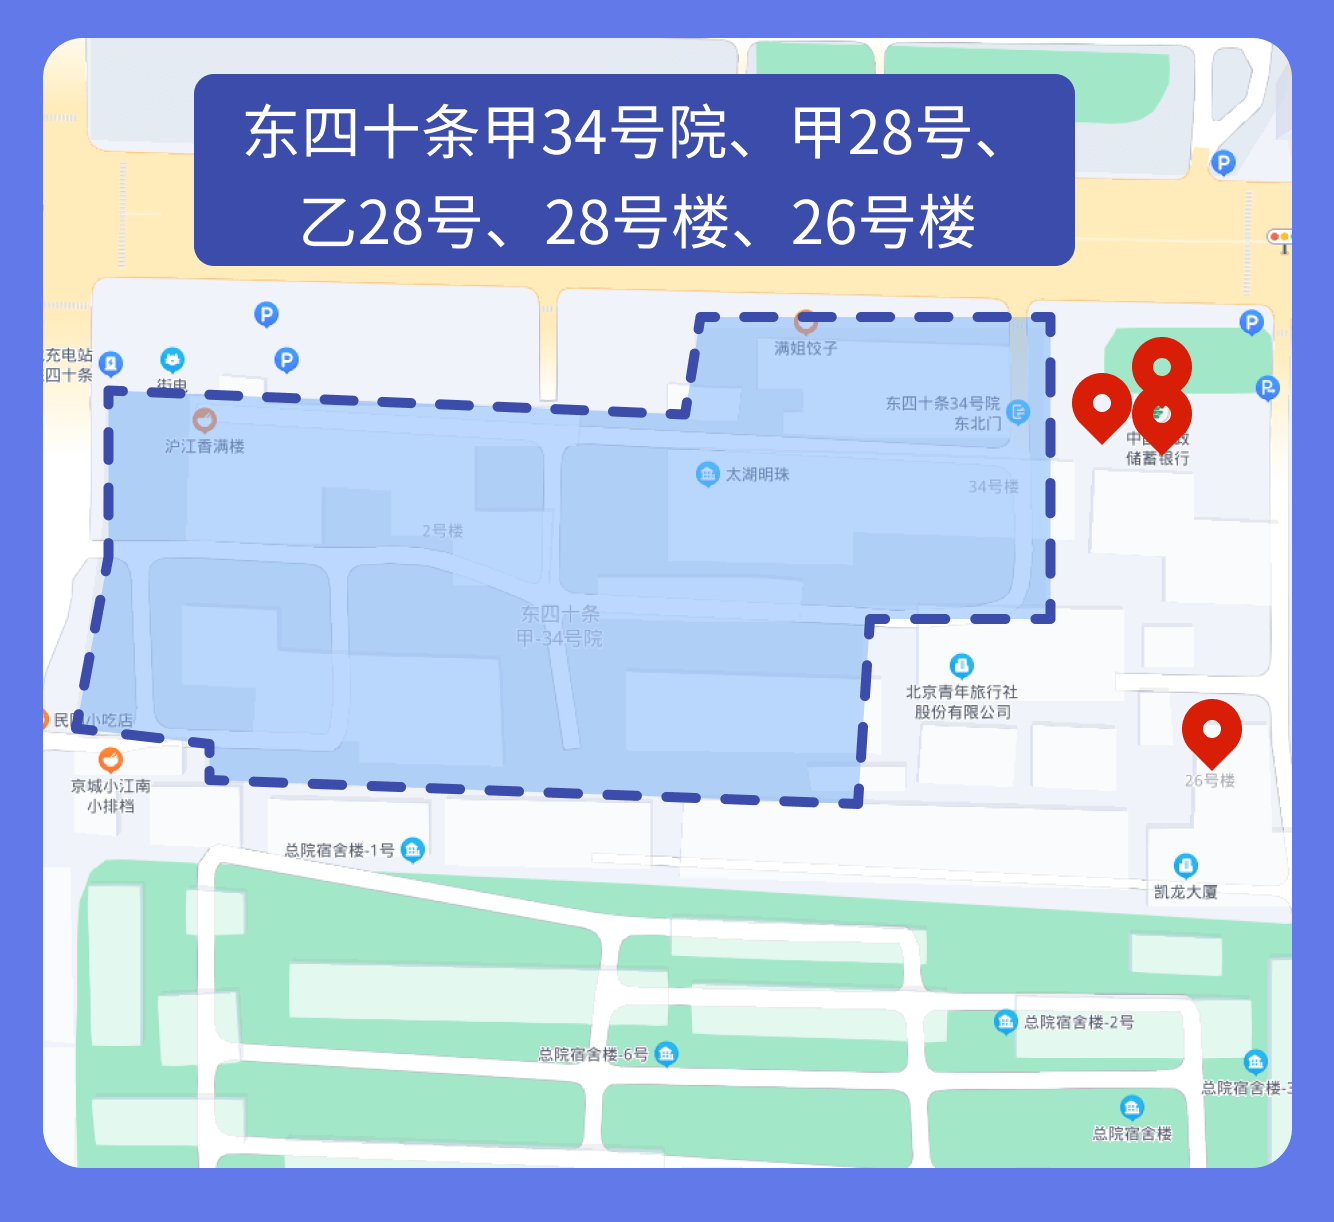 东四十条甲34号院、甲28号、
乙28号、28号楼、26号楼
充电站
四十条
街电
沪江香满楼
满姐饺子
东四十条34号院
东北门
储蓄银行
太湖明珠
34号楼
2号楼
东四十条
甲-34号院
北京青年旅行社
股份有限公司
小吃店
京城小江南
小排档
26号楼
总院宿舍楼-1号
凯龙大厦
总院宿舍楼-2号
总院宿舍楼-6号
总院宿舍楼-3
总院宿舍楼